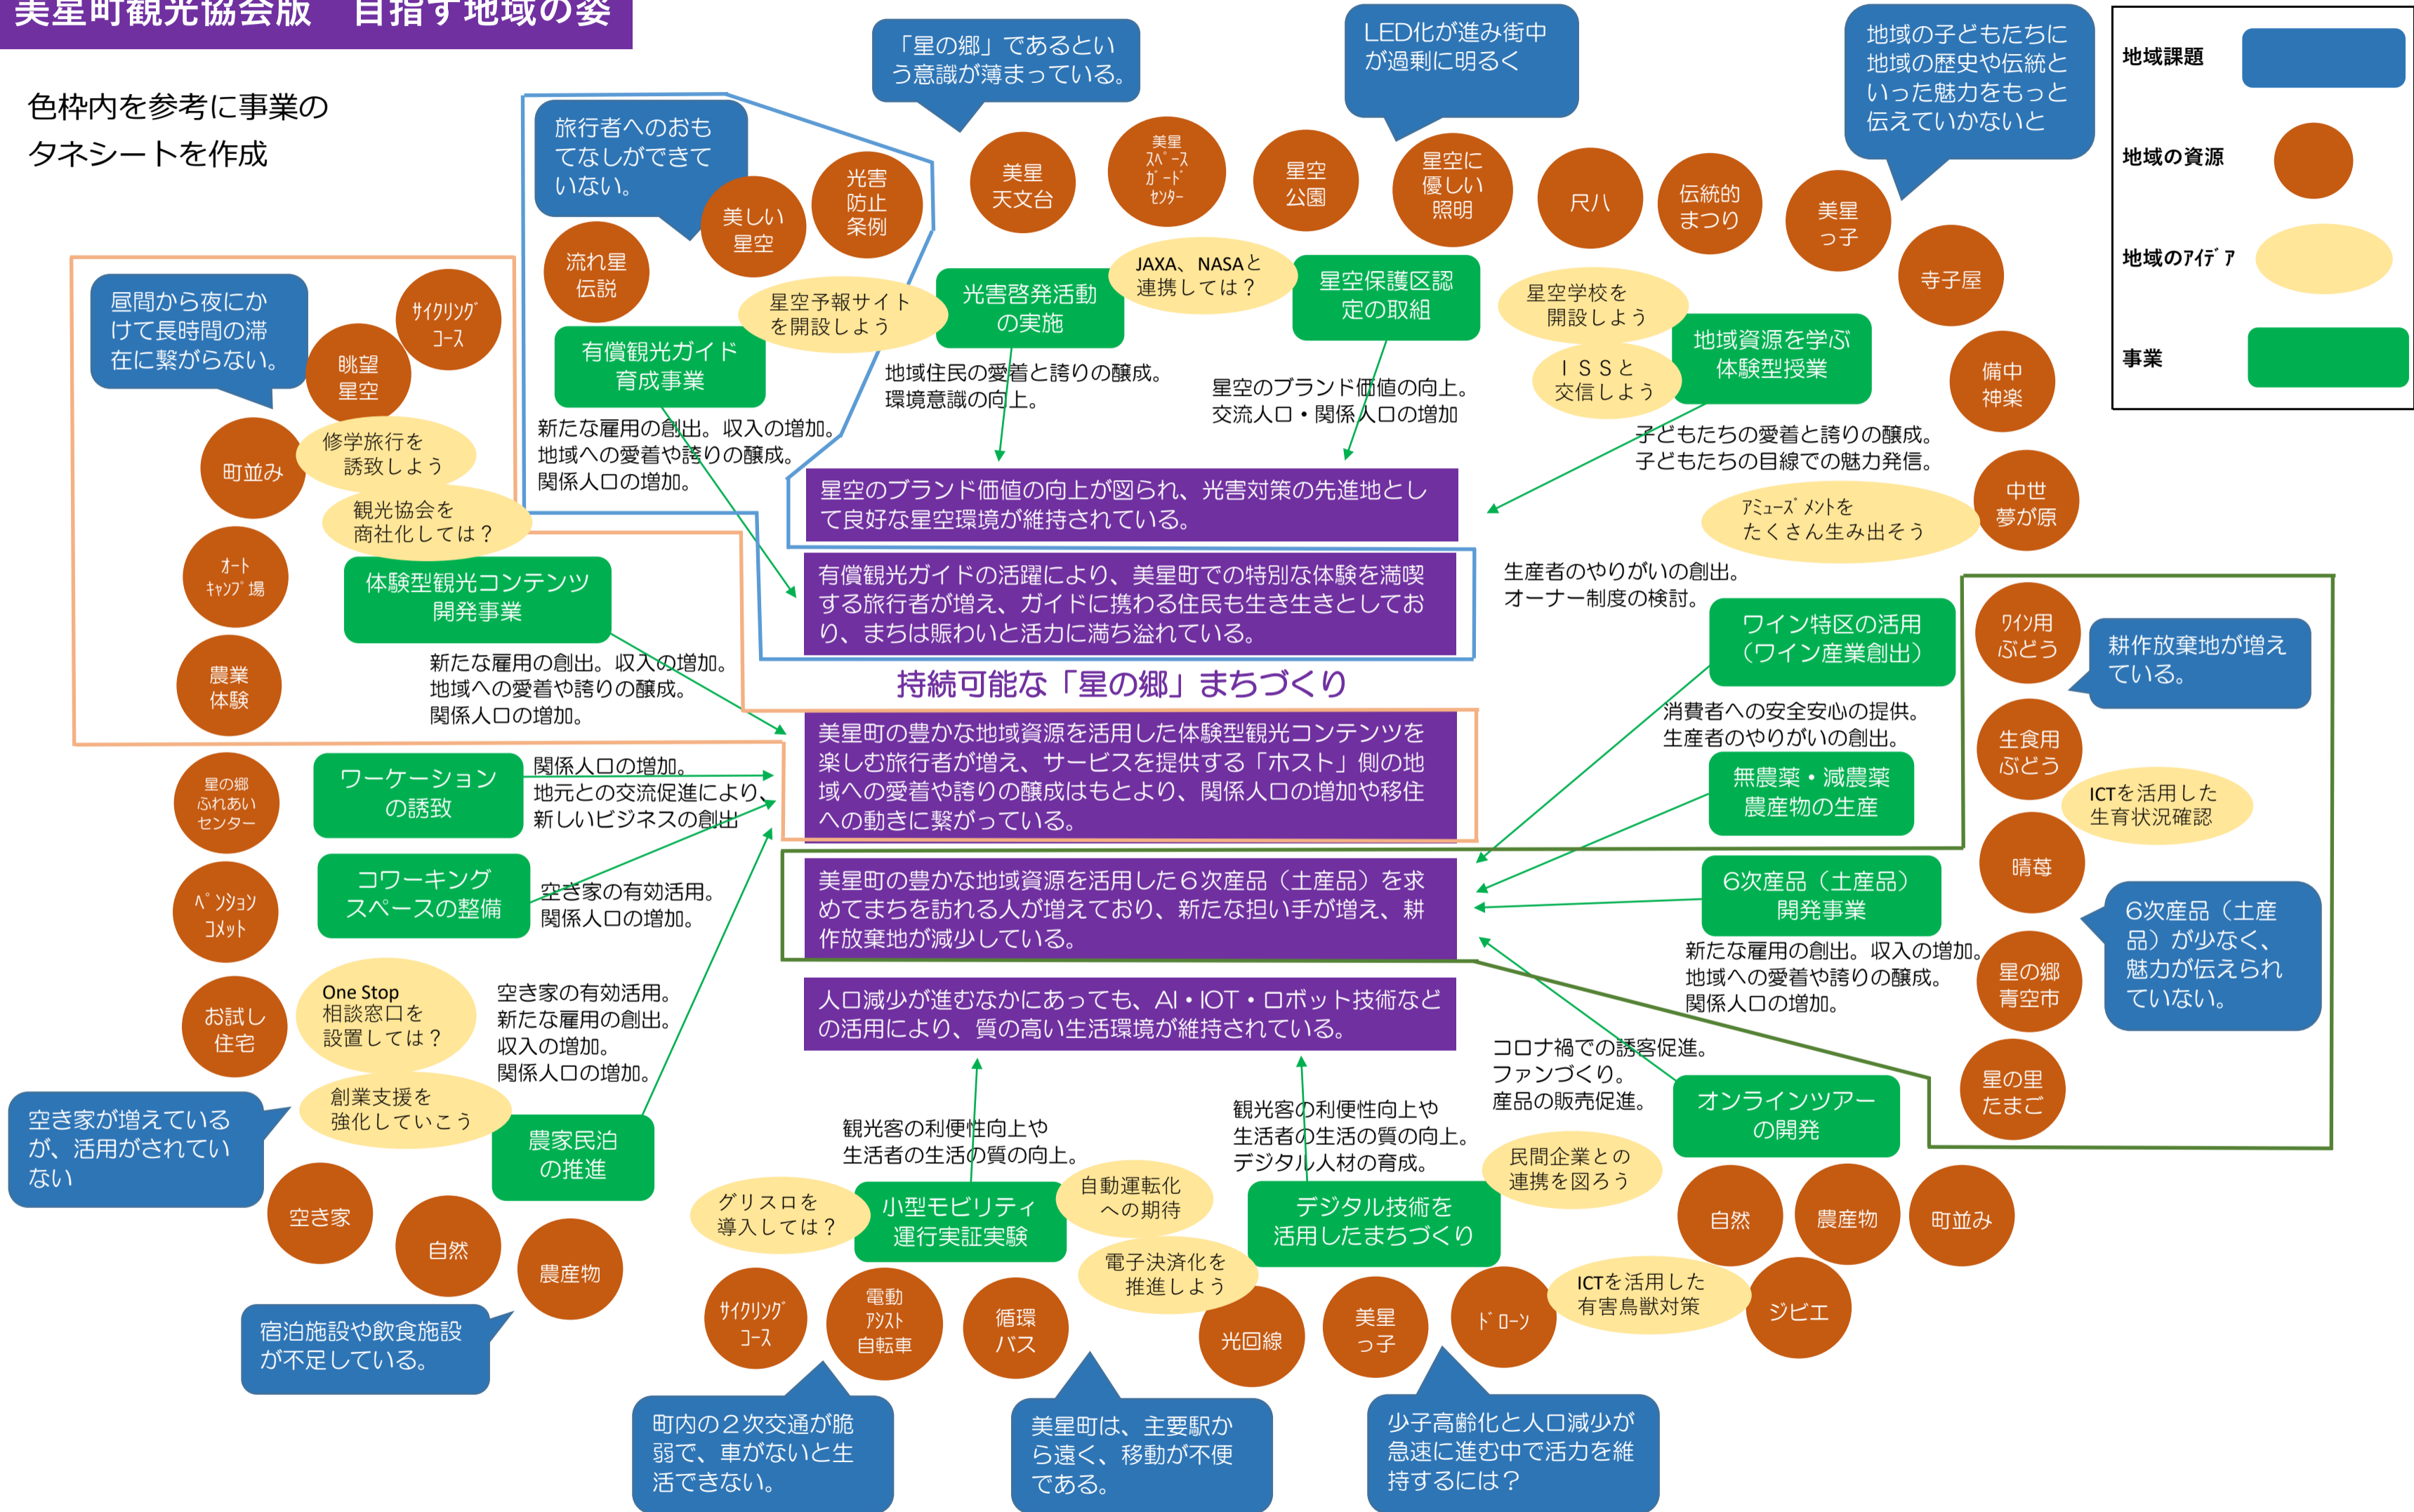 美星町観光協会版　目指す地域の姿
色枠内を参考に事業の
タネシートを作成
地域課題
地域の資源
地域のアイデア
事業
「星の郷」であるとい
う意識が薄まっている。
LED化が進み街中
が過剰に明るく
地域の子どもたちに
地域の歴史や伝統と
いった魅力をもっと
伝えていかないと
旅行者へのおも
てなしができて
いない。
流れ星
伝説
美しい
星空
光害
防止
条例
美星
天文台
美星
スペース
ガード
センター
星空
公園
星空に
優しい
照明
尺八
伝統的
まつり
美星
っ子
寺子屋
備中
神楽
中世
夢が原
星空予報サイト
を開設しよう
光害啓発活動
の実施
JAXA、NASAと
連携しては？
星空保護区認
定の取組
星空学校を
開設しよう
ＩＳＳと
交信しよう
地域資源を学ぶ
体験型授業
有償観光ガイド
育成事業
地域住民の愛着と誇りの醸成。
環境意識の向上。
星空のブランド価値の向上。
交流人口・関係人口の増加
子どもたちの愛着と誇りの醸成。
子どもたちの目線での魅力発信。
新たな雇用の創出。収入の増加。
地域への愛着や誇りの醸成。
関係人口の増加。
昼間から夜にか
けて長時間の滞
在に繋がらない。
サイクリング
コース
眺望
星空
町並み
修学旅行を
誘致しよう
観光協会を
商社化しては？
オート
キャンプ場
農業
体験
体験型観光コンテンツ
開発事業
新たな雇用の創出。収入の増加。
地域への愛着や誇りの醸成。
関係人口の増加。
アミューズメントを
たくさん生み出そう
星空のブランド価値の向上が図られ、光害対策の先進地とし
て良好な星空環境が維持されている。
有償観光ガイドの活躍により、美星町での特別な体験を満喫
する旅行者が増え、ガイドに携わる住民も生き生きとしてお
り、まちは賑わいと活力に満ち溢れている。
持続可能な「星の郷」まちづくり
美星町の豊かな地域資源を活用した体験型観光コンテンツを
楽しむ旅行者が増え、サービスを提供する「ホスト」側の地
域への愛着や誇りの醸成はもとより、関係人口の増加や移住
への動きに繋がっている。
美星町の豊かな地域資源を活用した６次産品（土産品）を求
めてまちを訪れる人が増えており、新たな担い手が増え、耕
作放棄地が減少している。
人口減少が進むなかにあっても、AI・IOT・ロボット技術など
の活用により、質の高い生活環境が維持されている。
生産者のやりがいの創出。
オーナー制度の検討。
ワイン特区の活用
（ワイン産業創出）
消費者への安全安心の提供。
生産者のやりがいの創出。
無農薬・減農薬
農産物の生産
6次産品（土産品）
開発事業
新たな雇用の創出。収入の増加。
地域への愛着や誇りの醸成。
関係人口の増加。
ワイン用
ぶどう
耕作放棄地が増え
ている。
生食用
ぶどう
ICTを活用した
生育状況確認
晴苺
6次産品（土産
品）が少なく、
魅力が伝えられ
ていない。
星の郷
青空市
星の里
たまご
コロナ禍での誘客促進。
ファンづくり。
産品の販売促進。
オンラインツアー
の開発
星の郷
ふれあい
センター
ワーケーション
の誘致
関係人口の増加。
地元との交流促進により、
新しいビジネスの創出
ペンション
コメット
コワーキング
スペースの整備
空き家の有効活用。
関係人口の増加。
お試し
住宅
One Stop
相談窓口を
設置しては？
空き家の有効活用。
新たな雇用の創出。
収入の増加。
関係人口の増加。
創業支援を
強化していこう
農家民泊
の推進
空き家が増えている
が、活用がされてい
ない
空き家
自然
農産物
宿泊施設や飲食施設
が不足している。
観光客の利便性向上や
生活者の生活の質の向上。
グリスロを
導入しては？
小型モビリティ
運行実証実験
自動運転化
への期待
電子決済化を
推進しよう
観光客の利便性向上や
生活者の生活の質の向上。
デジタル人材の育成。
デジタル技術を
活用したまちづくり
民間企業との
連携を図ろう
自然
農産物
町並み
ICTを活用した
有害鳥獣対策
ジビエ
サイクリング
コース
電動
アシスト
自転車
循環
バス
光回線
美星
っ子
ドローン
町内の２次交通が脆
弱で、車がないと生
活できない。
美星町は、主要駅か
ら遠く、移動が不便
である。
少子高齢化と人口減少が
急速に進む中で活力を維
持するには？